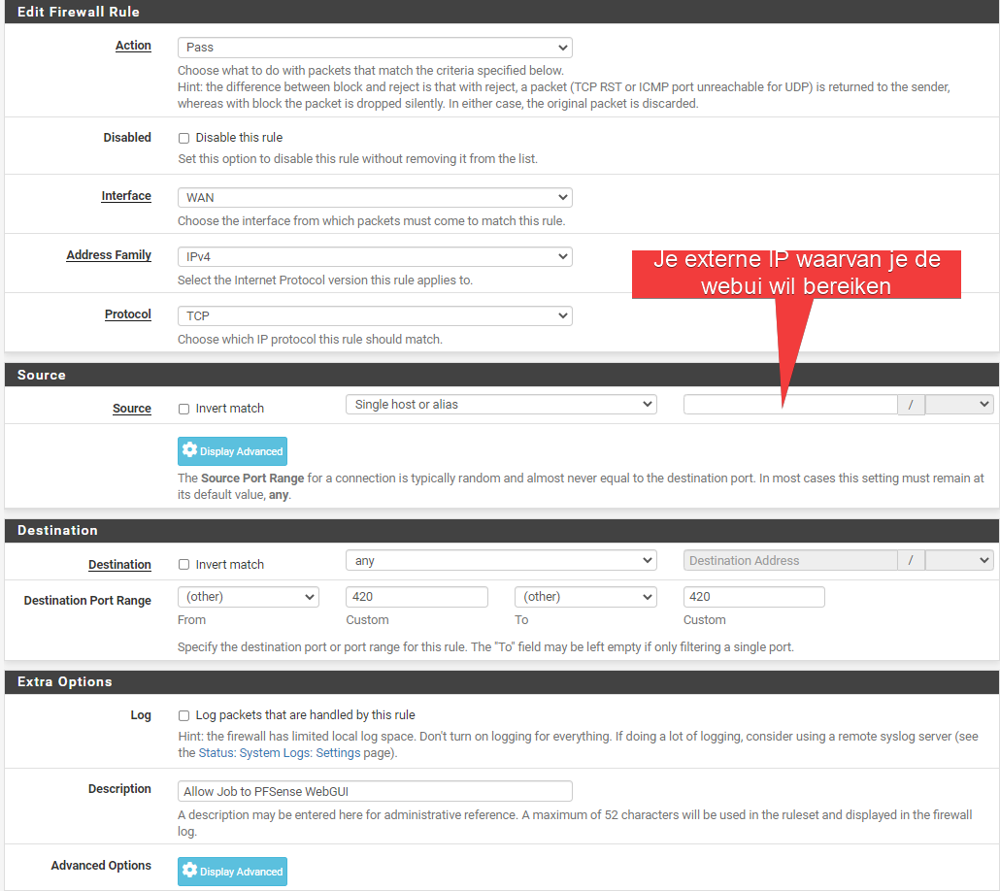 Edit Firewall Rule
Action
Pass
Choose what to do with packets that match the criteria specified below.
Hint: the difference between block and reject is that with reject, a packet (TCP RST or ICMP port unreachable for UDP) is returned to the sender,
whereas with block the packet is dropped silently. In either case, the original packet is discarded.
Disabled
Disable this rule
Set this option to disable this rule without removing it from the list.
Interface
WAN
Choose the interface from which packets must come to match this rule.
Address Family
IPv4
Select the Internet Protocol version this rule applies to.
Je externe IP waarvan je de
webui wil bereiken
Protocol
TCP
Choose which IP protocol this rule should match.
Source
Source
Invert match
Single host or alias
/
Display Advanced
The Source Port Range for a connection is typically random and almost never equal to the destination port. In most cases this setting must remain at
its default value, any.
Destination
Destination
Invert match
any
Destination Address
/
Destination Port Range
(other)
420
(other)
420
From
Custom
To
Custom
Specify the destination port or port range for this rule. The "To" field may be left empty if only filtering a single port.
Extra Options
Log
Log packets that are handled by this rule
Hint: the firewall has limited local log space. Don't turn on logging for everything. If doing a lot of logging, consider using a remote syslog server (see
the Status: System Logs: Settings page).
Description
Allow Job to PFSense WebGUI
A description may be entered here for administrative reference. A maximum of 52 characters will be used in the ruleset and displayed in the firewall
log.
Advanced Options
Display Advanced